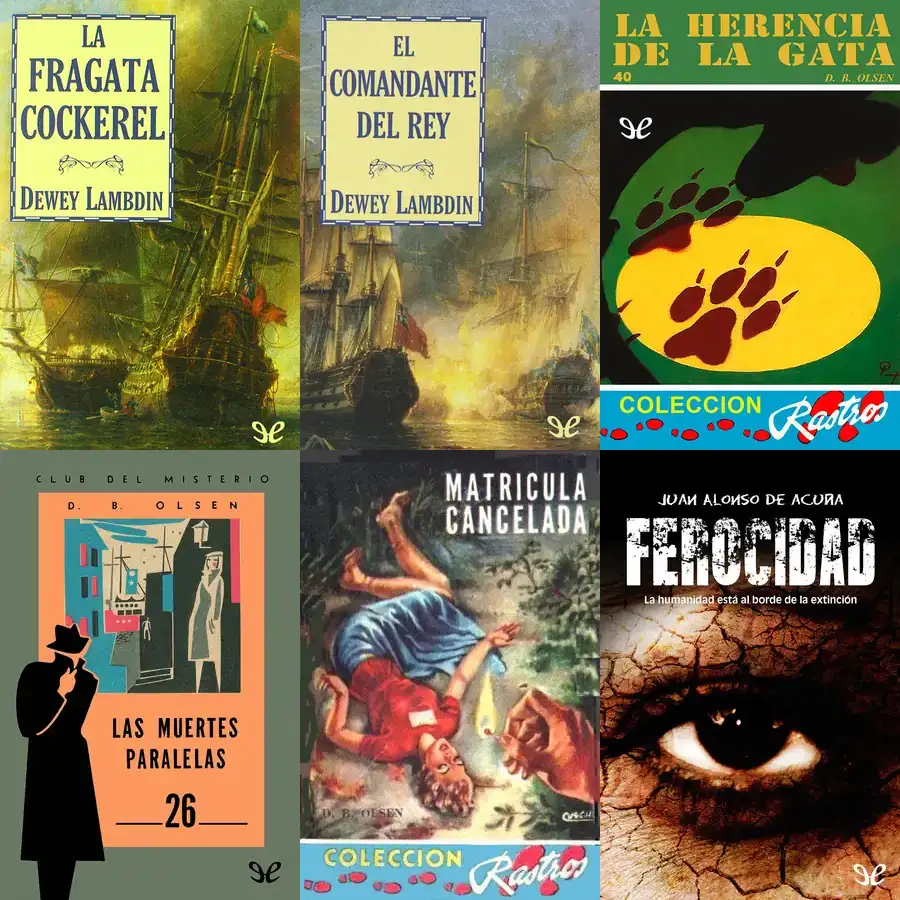 LA
FRAGATA
COCKEREL
DEWEY LAMBDIN
EL
COMANDANTE
DEL REY
DEWEY LAMBDIN
LA HERENCIA
DE LA GATA
40
D. B. OLSEN
COLECCION
Rastros
CLUB DEL MISTERIO
D. B. OLSEN
LAS MUERTES
PARALELAS
26
MATRICULA
CANCELADA
D. B. OLSEN
COLECCION
Rastros
JUAN ALONSO DE ACUÑA
FEROCIDAD
La humanidad está al borde de la extinción